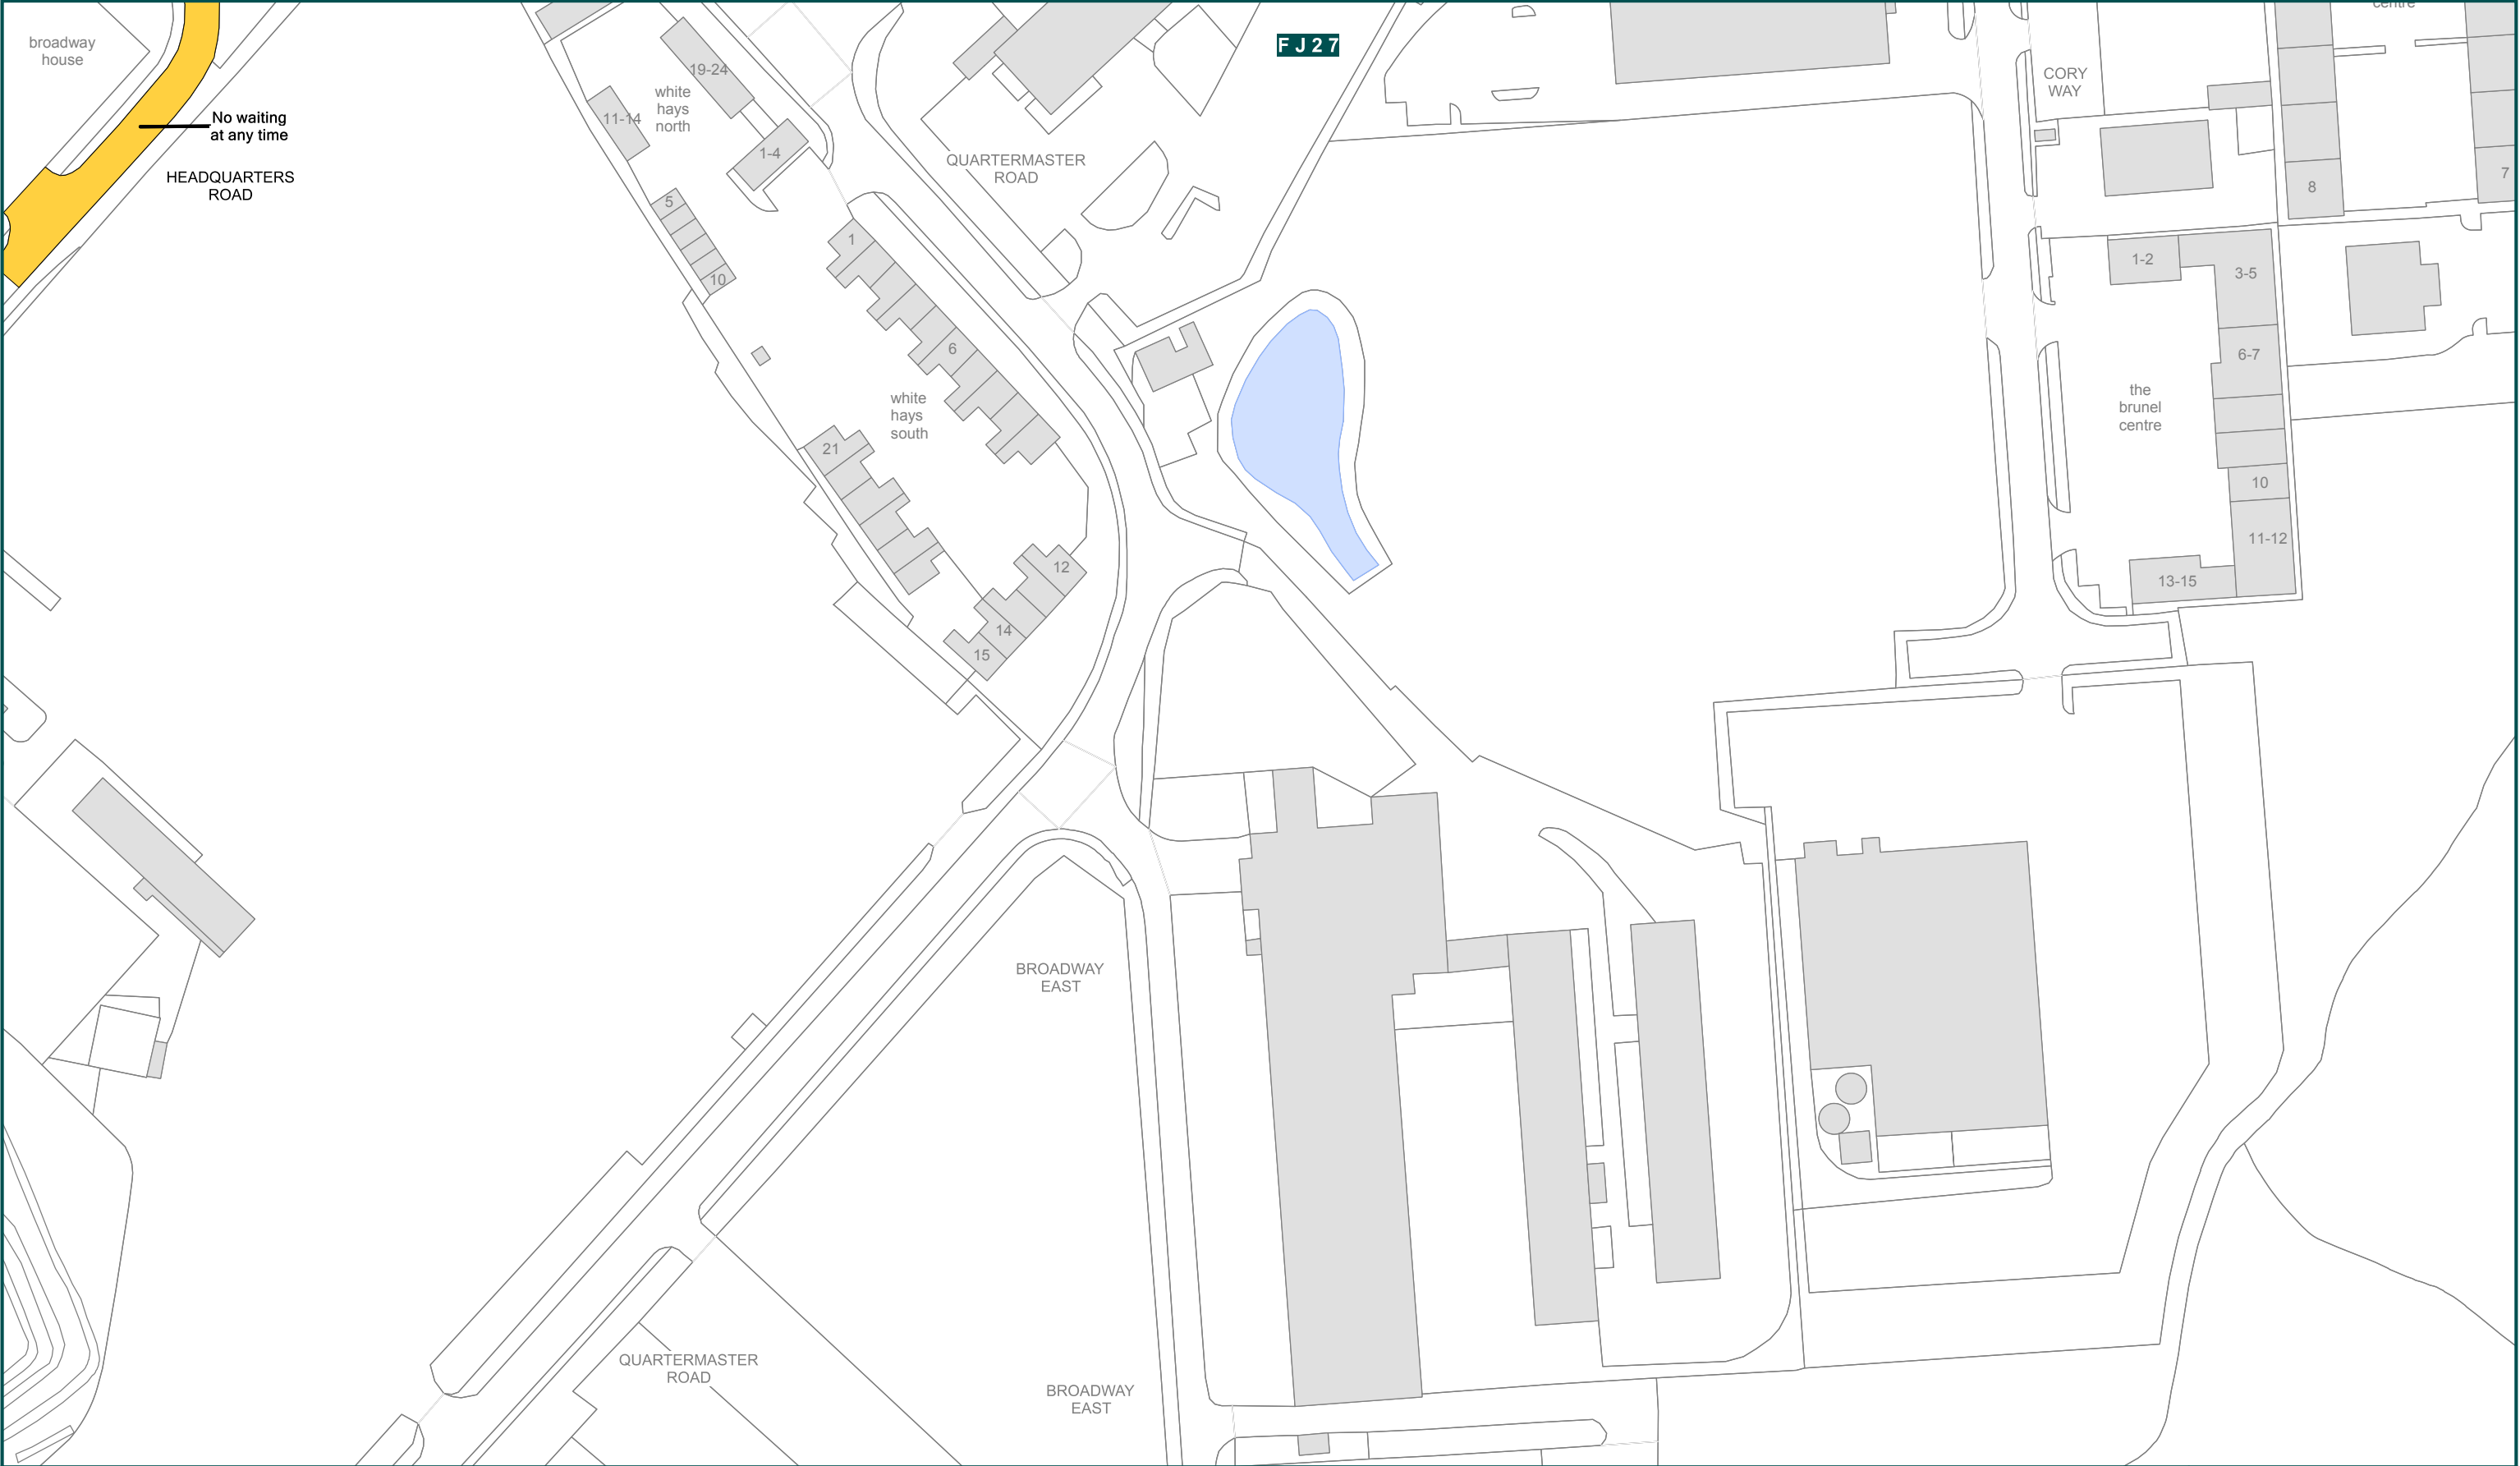 centre
broadway
house
FJ27
19-24
white
hays
north
11-14
1-4
CORY
WAY
No waiting
at any time
HEADQUARTERS
ROAD
QUARTERMASTER
ROAD
8
7
5
10
1
6
1-2
3-5
6-7
the
brunel
centre
white
hays
south
21
10
11-12
12
13-15
14
15
BROADWAY
EAST
QUARTERMASTER
ROAD
BROADWAY
EAST